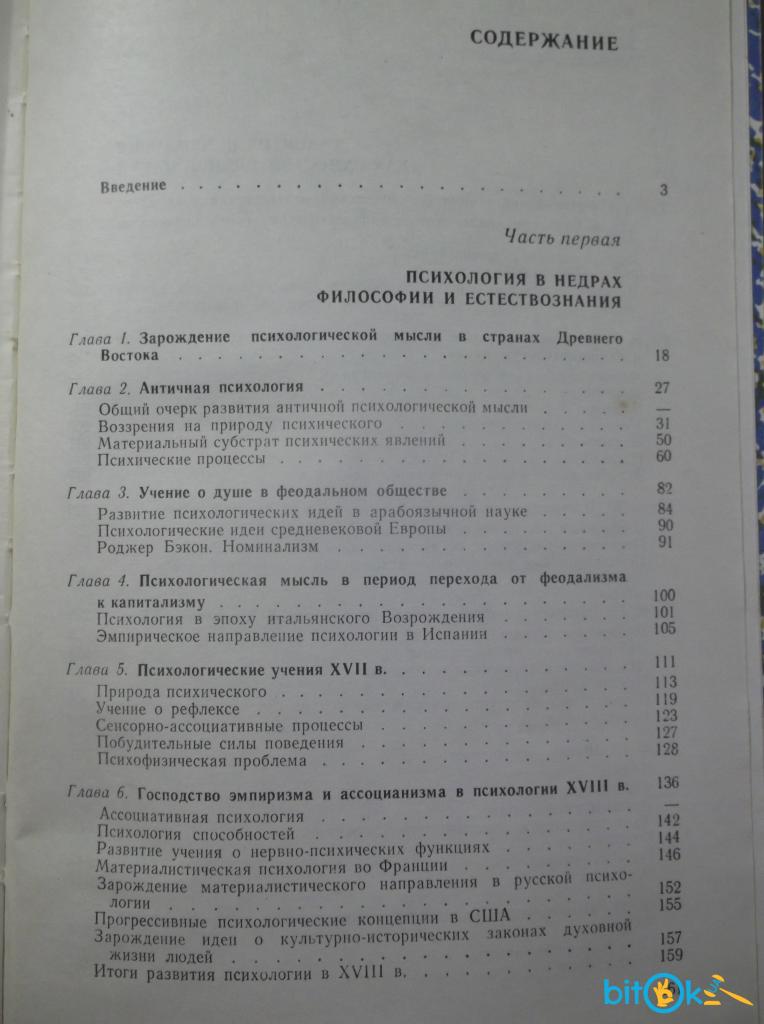 СОДЕРЖАНИЕ
Введение . . . . . . . . . . . . . . . . . . . . 3
Часть первая
ПСИХОЛОГИЯ В НЕДРАХ
ФИЛОСОФИИ И ЕСТЕСТВОЗНАНИЯ
Глава 1. Зарождение психологической мысли в странах Древнего
Востока . . . . . . . . . . . . . . . . . . . . 18
Глава 2. Античная психология . . . . . . . . . . . . . 27
Общий очерк развития античной психологической мысли . . . . . —
Воззрения на природу психического . . . . . . . . . . 31
Материальный субстрат психических явлений . . . . . . . . 50
Психические процессы . . . . . . . . . . . . . . . 60
Глава 3. Учение о душе в феодальном обществе . . . . . . . . 82
Развитие психологических идей в арабоязычной науке . . . . . 84
Психологические идеи средневековой Европы . . . . . . . . 90
Роджер Бэкон. Номинализм . . . . . . . . . . . . . 91
Глава 4. Психологическая мысль в период перехода от феодализма
к капитализму . . . . . . . . . . . . . . . . . . 100
Психология в эпоху итальянского Возрождения . . . . . . . 101
Эмпирическое направление психологии в Испании . . . . . . 105
Глава 5. Психологические учения XVII в. . . . . . . . . . . 111
Природа психического . . . . . . . . . . . . . . . 113
Учение о рефлексе . . . . . . . . . . . . . . . . 119
Сенсорно-ассоциативные процессы . . . . . . . . . . . 123
Побудительные силы поведения . . . . . . . . . . . . 127
Психофизическая проблема . . . . . . . . . . . . . 128
Глава 6. Господство эмпиризма и ассоцианизма в психологии XVIII в. 136
Ассоциативная психология . . . . . . . . . . . . . —
Психология способностей . . . . . . . . . . . . . . 142
Развитие учения о нервно-психических функциях . . . . . . 144
Материалистическая психология во Франции . . . . . . . . 146
Зарождение материалистического направления в русской психо-
логии . . . . . . . . . . . . . . . . . . . . . 152
Прогрессивные психологические концепции в США . . . . . . 155
Зарождение идеи о культурно-исторических законах духовной
жизни людей . . . . . . . . . . . . . . . . . . . 157
Итоги развития психологии в XVIII в. . . . . . . . . . . 159
bitok